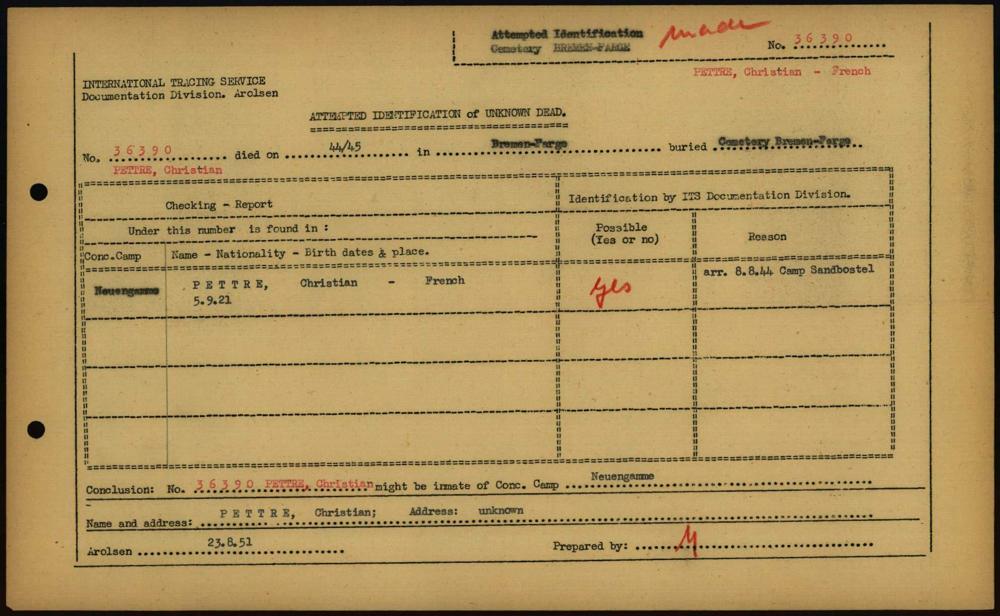 Attempted Identification made
Cemetery BREMEN-FARGE
No. 36390
PETTRE, Christian - French
INTERNATIONAL TRACING SERVICE
Documentation Division. Arolsen
ATTEMPTED IDENTIFICATION of UNKNOWN DEAD.
No. 36390 died on 44/45 in Bremen-Farge buried Cemetery Bremen-Farge
PETTRE, Christian
Checking - Report
Identification by ITS Documentation Division.
Under this number is found in :
Possible
(Yes or no)
Reason
Conc.Camp
Name - Nationality - Birth dates & place.
Neuengamme
PETTRE, Christian - French
5.9.21
yes
arr. 8.8.44 Camp Sandbostel
Conclusion: No. 36390 PETTRE, Christian might be inmate of Conc. Camp Neuengamme
Name and address: PETTRE, Christian; Address: unknown
Arolsen 23.8.51
Prepared by: